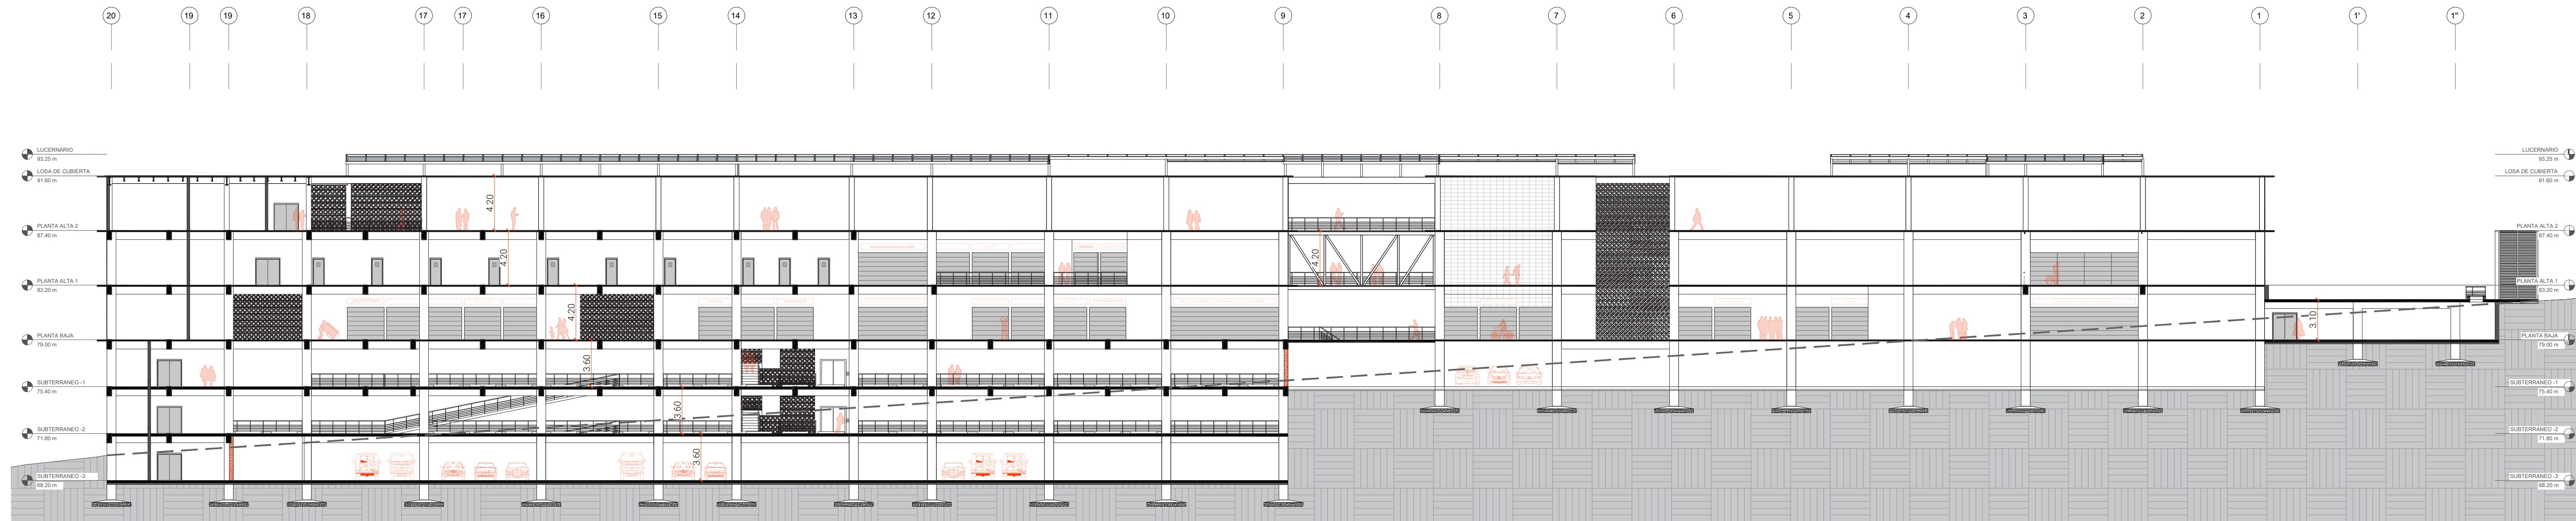 20 19 19 18 17 17 16 15 14 13 12 11 10 9 8 7 6 5 4 3 2 1 1' 1"
LUCERNARIO
93.25 m
LOSA DE CUBIERTA
91.60 m
PLANTA ALTA 2
87.40 m
PLANTA ALTA 1
83.20 m
PLANTA BAJA
79.00 m
SUBTERRANEO -1
75.40 m
SUBTERRANEO -2
71.80 m
SUBTERRANEO -3
68.20 m
4.20
4.20
4.20
3.60
3.60
3.60
4.20
3.10
LUCERNARIO
93.25 m
LOSA DE CUBIERTA
91.60 m
PLANTA ALTA 2
87.40 m
PLANTA ALTA 1
83.20 m
PLANTA BAJA
79.00 m
SUBTERRANEO -1
75.40 m
SUBTERRANEO -2
71.80 m
SUBTERRANEO -3
68.20 m